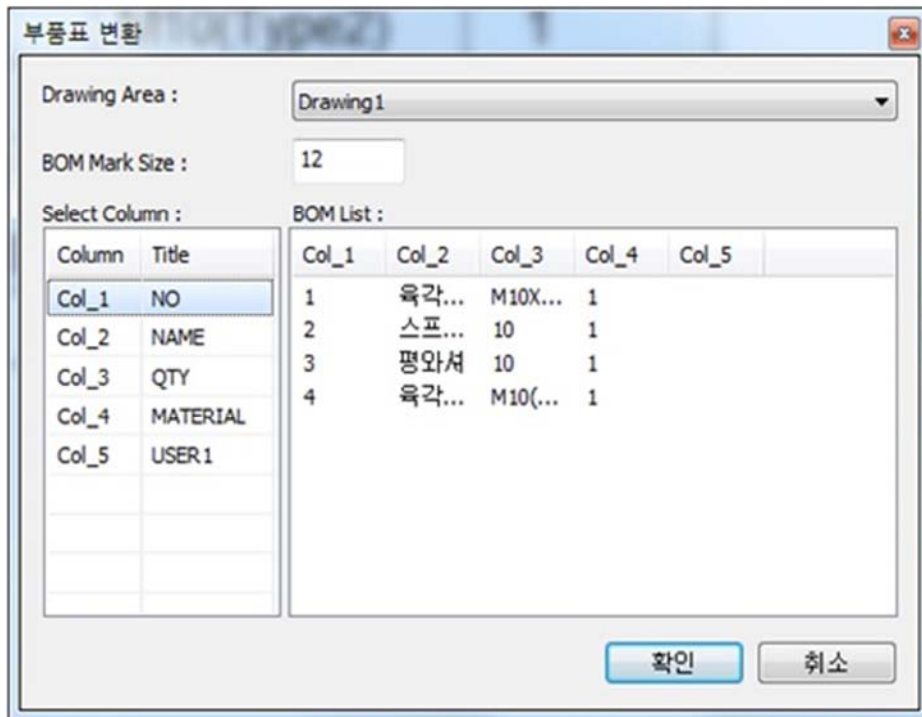 M10(Type2) 1
부품표 변환
Drawing Area : Drawing1
BOM Mark Size : 12
Select Column : BOM List :
Column Title Col_1 Col_2 Col_3 Col_4 Col_5
Col_1 NO 1 육각... M10X... 1
Col_2 NAME 2 스프... 10 1
Col_3 QTY 3 평와셔 10 1
Col_4 MATERIAL 4 육각... M10(... 1
Col_5 USER1
확인 취소